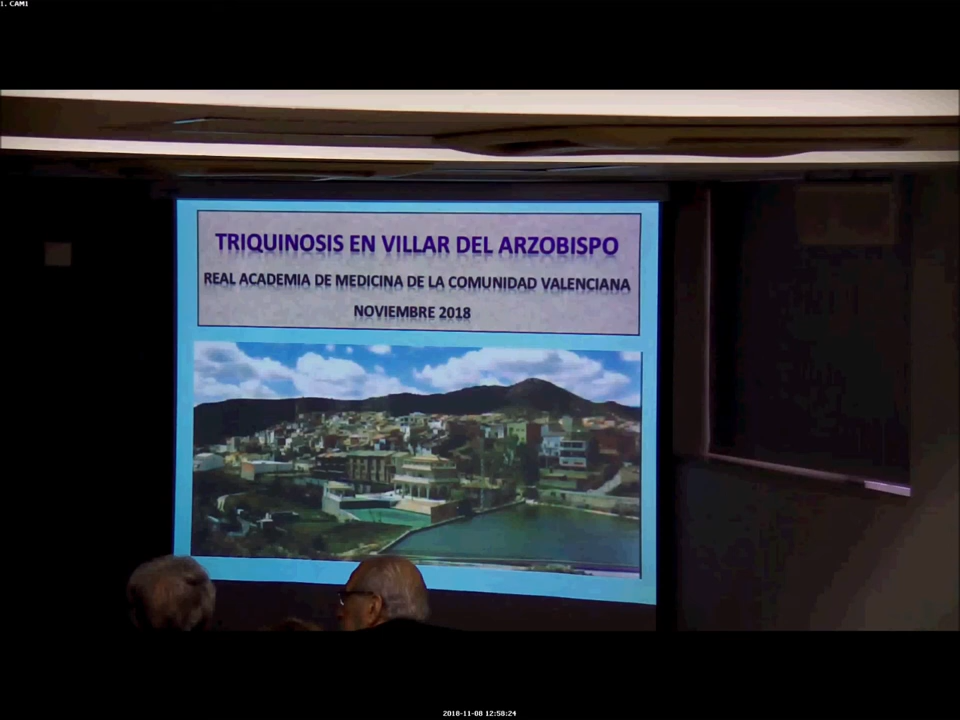 1. CAM1
TRIQUINOSIS EN VILLAR DEL ARZOBISPO
REAL ACADEMIA DE MEDICINA DE LA COMUNIDAD VALENCIANA
NOVIEMBRE 2018
2018-11-08 12:58:24